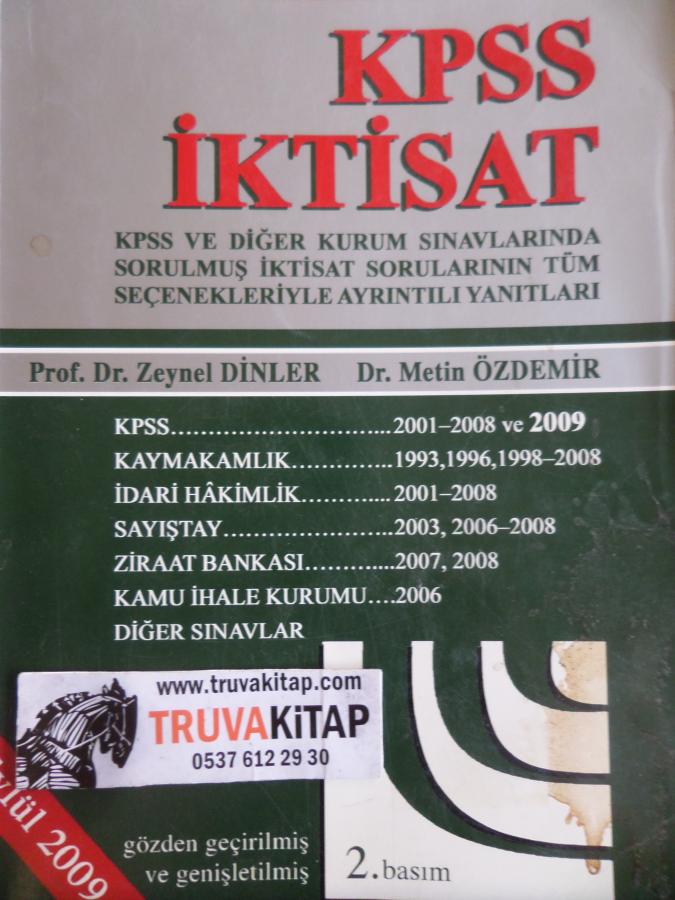 KPSS
İKTİSAT
KPSS VE DİĞER KURUM SINAVLARINDA
SORULMUŞ İKTİSAT SORULARININ TÜM
SEÇENEKLERİYLE AYRINTILI YANITLARI
Prof. Dr. Zeynel DİNLER Dr. Metin ÖZDEMİR
KPSS..............................2001–2008 ve 2009
KAYMAKAMLIK..............1993,1996,1998–2008
İDARİ HÂKİMLİK............2001–2008
SAYIŞTAY.......................2003, 2006–2008
ZİRAAT BANKASI............2007, 2008
KAMU İHALE KURUMU....2006
DİĞER SINAVLAR
www.truvakitap.com
TRUVAKiTAP
0537 612 29 30
Eylül 2009
gözden geçirilmiş
ve genişletilmiş
2.basım